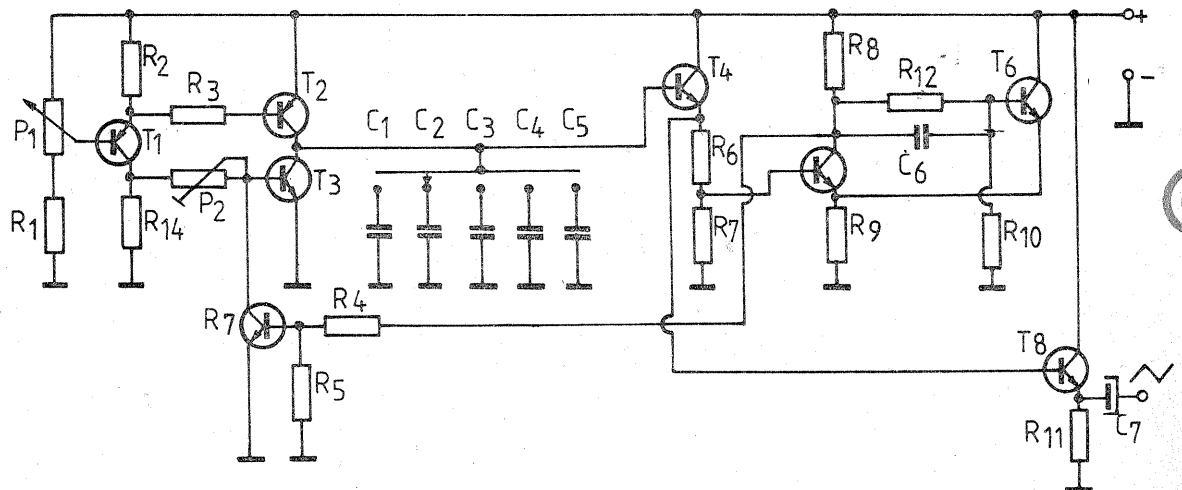 +
R2
R3
T2
P1
T1
C1
C2
C3
C4
C5
T4
R8
R12
T6
-
R6
C6
P2
T3
R1
R14
R7
R9
R10
R7
R4
R5
T8
R11
C7